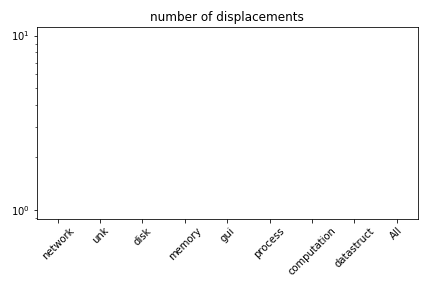 number of displacements
10¹
10⁰
network unk disk memory gui process computation datastruct All